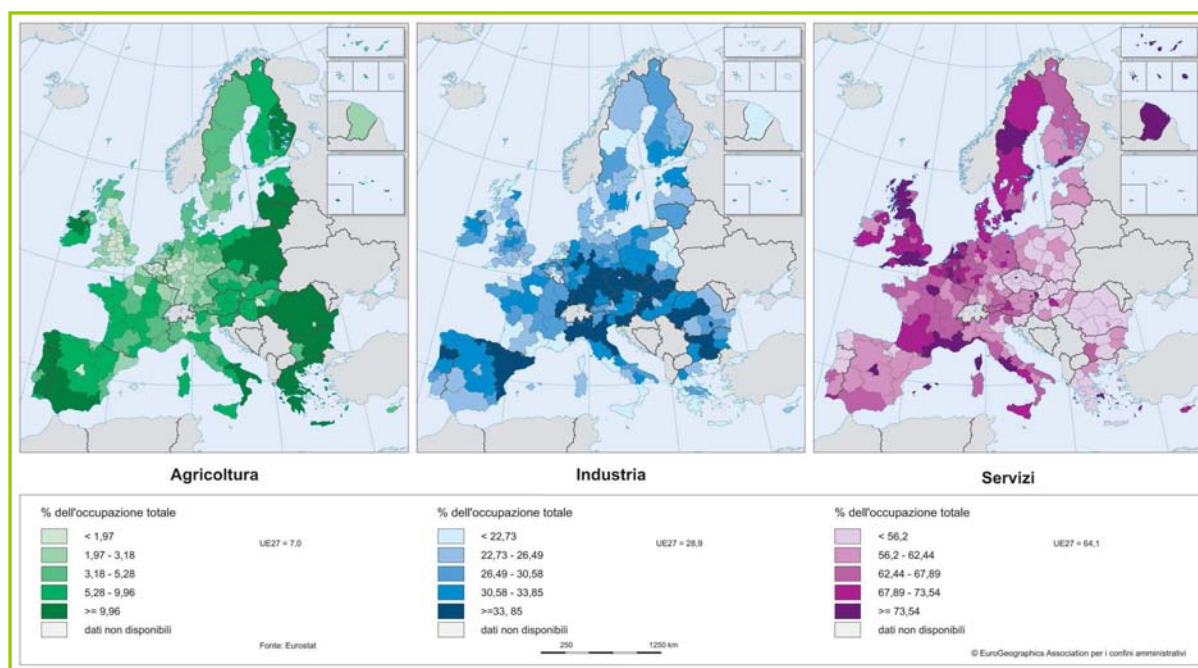 Agricoltura
Industria
Servizi
% dell'occupazione totale
< 1,97
1,97 - 3,18
3,18 - 5,28
5,28 - 9,96
>= 9,96
dati non disponibili
UE27 = 7,0
Fonte: Eurostat
% dell'occupazione totale
< 22,73
22,73 - 26,49
26,49 - 30,58
30,58 - 33,85
>=33, 85
dati non disponibili
UE27 = 28,9
250 1250 km
% dell'occupazione totale
< 56,2
56,2 - 62,44
62,44 - 67,89
67,89 - 73,54
>= 73,54
dati non disponibili
UE27 = 64,1
© EuroGeographics Association per i confini amministrativi